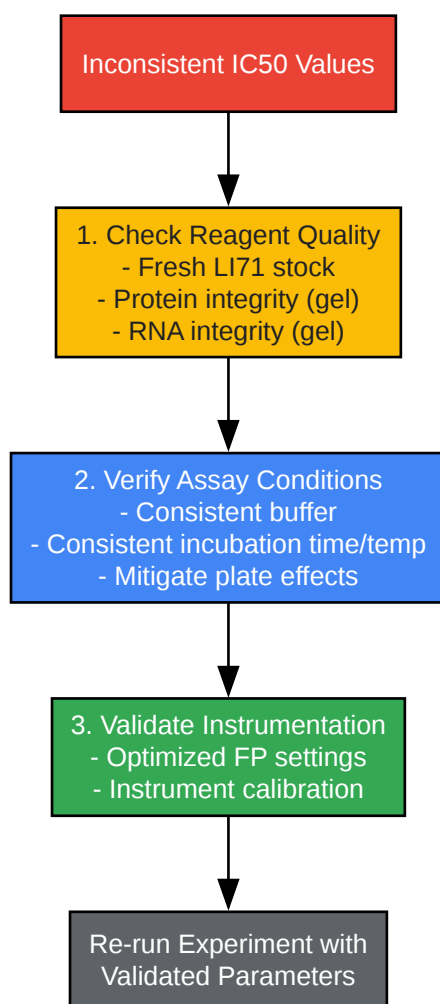 Inconsistent IC50 Values
1. Check Reagent Quality
- Fresh LI71 stock
- Protein integrity (gel)
- RNA integrity (gel)
2. Verify Assay Conditions
- Consistent buffer
- Consistent incubation time/temp
- Mitigate plate effects
3. Validate Instrumentation
- Optimized FP settings
- Instrument calibration
Re-run Experiment with
Validated Parameters